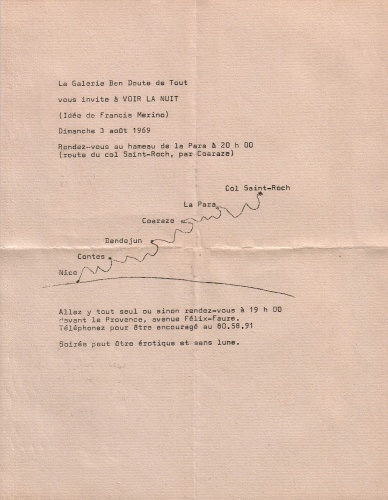 La Galerie Ben Doute de Tout
vous invite à VOIR LA NUIT
(Idée de Francis Merino)
Dimanche 3 août 1969
Rendez-vous au hameau de la Para à 20 h 00
(route du col Saint-Roch, par Coaraze)
Col Saint-Roch
La Para
Coaraze
Bendejun
Contes
Nice
Allez y tout seul ou sinon rendez-vous à 19 h 00
Devant le Provence, avenue Félix-Faure.
Téléphonez pour être encouragé au 80.58.91
Soirée peut être érotique et sans lune.